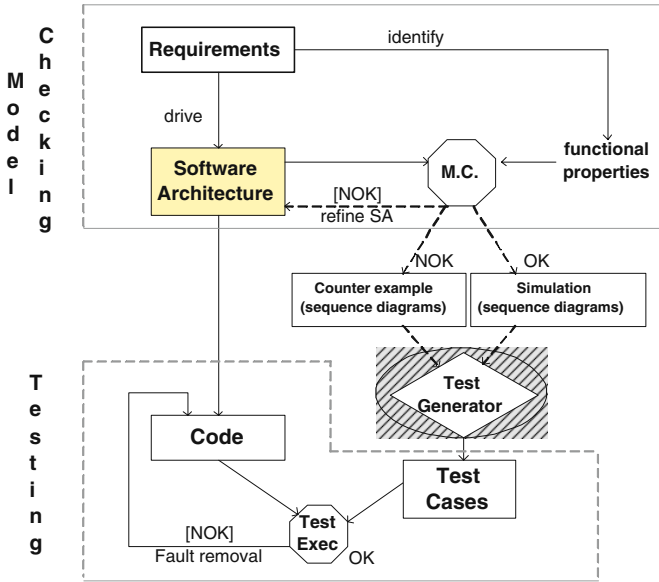 Model
Checking
Requirements
identify
drive
Software
Architecture
M.C.
functional
properties
[NOK]
refine SA
NOK
OK
Counter example
(sequence diagrams)
Simulation
(sequence diagrams)
Testing
Test
Generator
Code
Test
Cases
Test
Exec
[NOK]
Fault removal
OK